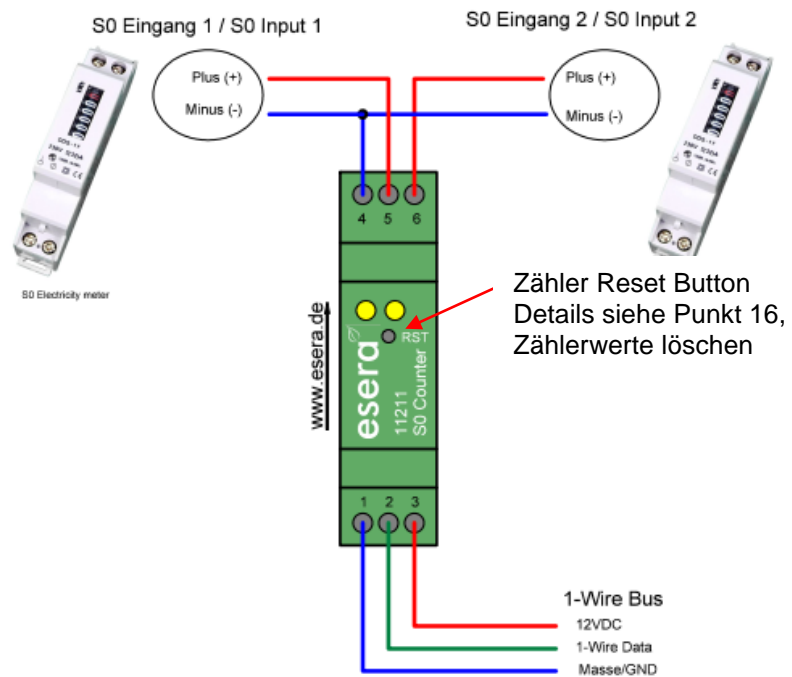 S0 Eingang 1 / S0 Input 1
S0 Eingang 2 / S0 Input 2
Plus (+)
Minus (-)
Plus (+)
Minus (-)
4 5 6
S0 Electricity meter
Zähler Reset Button
Details siehe Punkt 16,
Zählerwerte löschen
RST
www.esera.de
esera
11211
S0 Counter
1 2 3
1-Wire Bus
12VDC
1-Wire Data
Masse/GND